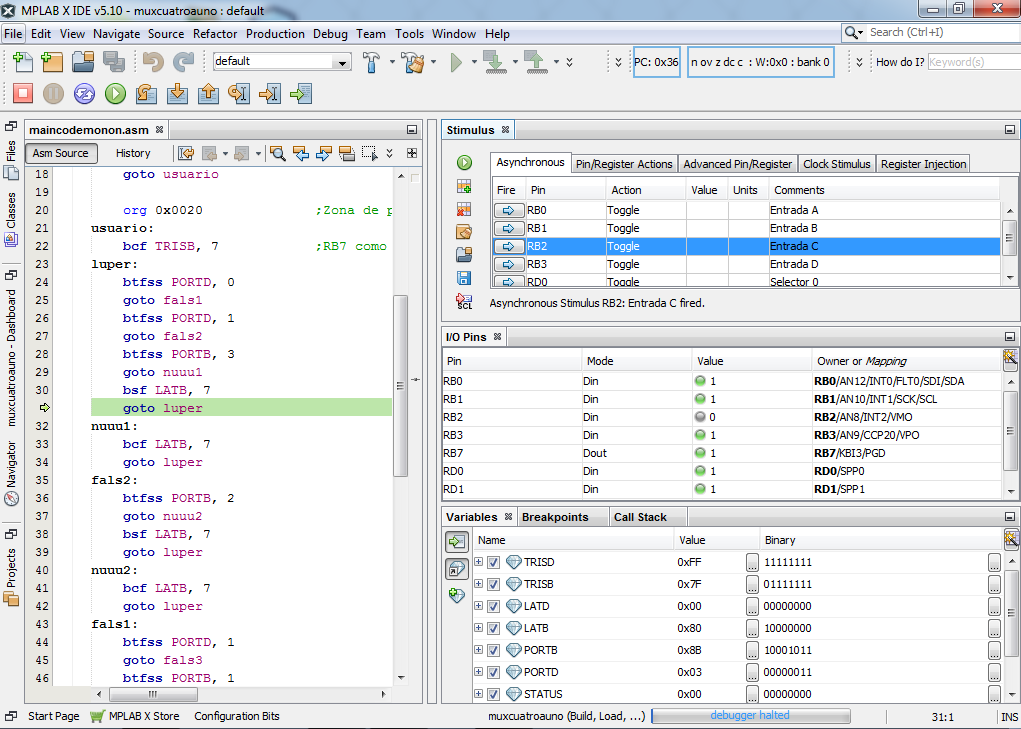 MPLAB X IDE v5.10 - muxcuatroauno : default
File Edit View Navigate Source Refactor Production Debug Team Tools Window Help
Search (Ctrl+I)
default
PC: 0x36
n ov z dc c : W:0x0 : bank 0
How do I?
Keyword(s)
maincodemonon.asm
Asm Source
History
18 goto usuario
19
20 org 0x0020 ;Zona de p
21 usuario:
22 bcf TRISB, 7 ;RB7 como
23 luper:
24 btfss PORTD, 0
25 goto fals1
26 btfss PORTD, 1
27 goto fals2
28 btfss PORTB, 3
29 goto nuuu1
30 bsf LATB, 7
goto luper
32 nuuu1:
33 bcf LATB, 7
34 goto luper
35 fals2:
36 btfss PORTB, 2
37 goto nuuu2
38 bsf LATB, 7
39 goto luper
40 nuuu2:
41 bcf LATB, 7
42 goto luper
43 fals1:
44 btfss PORTD, 1
45 goto fals3
46 btfss PORTB, 1
Files
Classes
muxcuatroauno - Dashboard
Navigator
Projects
Stimulus
Asynchronous Pin/Register Actions Advanced Pin/Register Clock Stimulus Register Injection
Fire Pin Action Value Units Comments
RB0 Toggle Entrada A
RB1 Toggle Entrada B
RB2 Toggle Entrada C
RB3 Toggle Entrada D
RD0 Toggle Selector 0
SCL
Asynchronous Stimulus RB2: Entrada C fired.
I/O Pins
Pin Mode Value Owner or Mapping
RB0 Din 1 RB0/AN12/INT0/FLT0/SDI/SDA
RB1 Din 1 RB1/AN10/INT1/SCK/SCL
RB2 Din 0 RB2/AN8/INT2/VMO
RB3 Din 1 RB3/AN9/CCP20/VPO
RB7 Dout 1 RB7/KBI3/PGD
RD0 Din 1 RD0/SPP0
RD1 Din 1 RD1/SPP1
Variables Breakpoints Call Stack
Name Value Binary
TRISD 0xFF ... 11111111 ...
TRISB 0x7F ... 01111111 ...
LATD 0x00 ... 00000000 ...
LATB 0x80 ... 10000000 ...
PORTB 0x8B ... 10001011 ...
PORTD 0x03 ... 00000011 ...
STATUS 0x00 ... 00000000 ...
Start Page MPLAB X Store Configuration Bits
muxcuatroauno (Build, Load, ...) debugger halted 31:1 INS